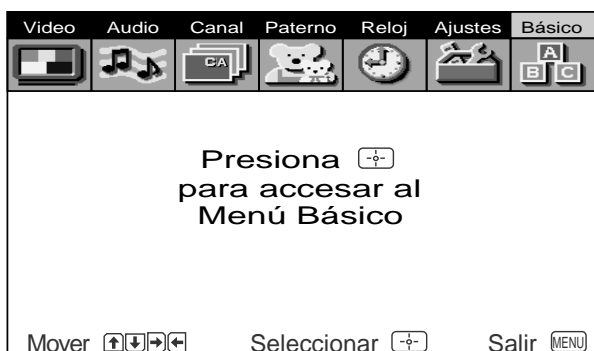 Video Audio Canal Paterno Reloj Ajustes Básico
CA
A
B C
Presiona
para accesar al
Menú Básico
Mover Seleccionar Salir MENU